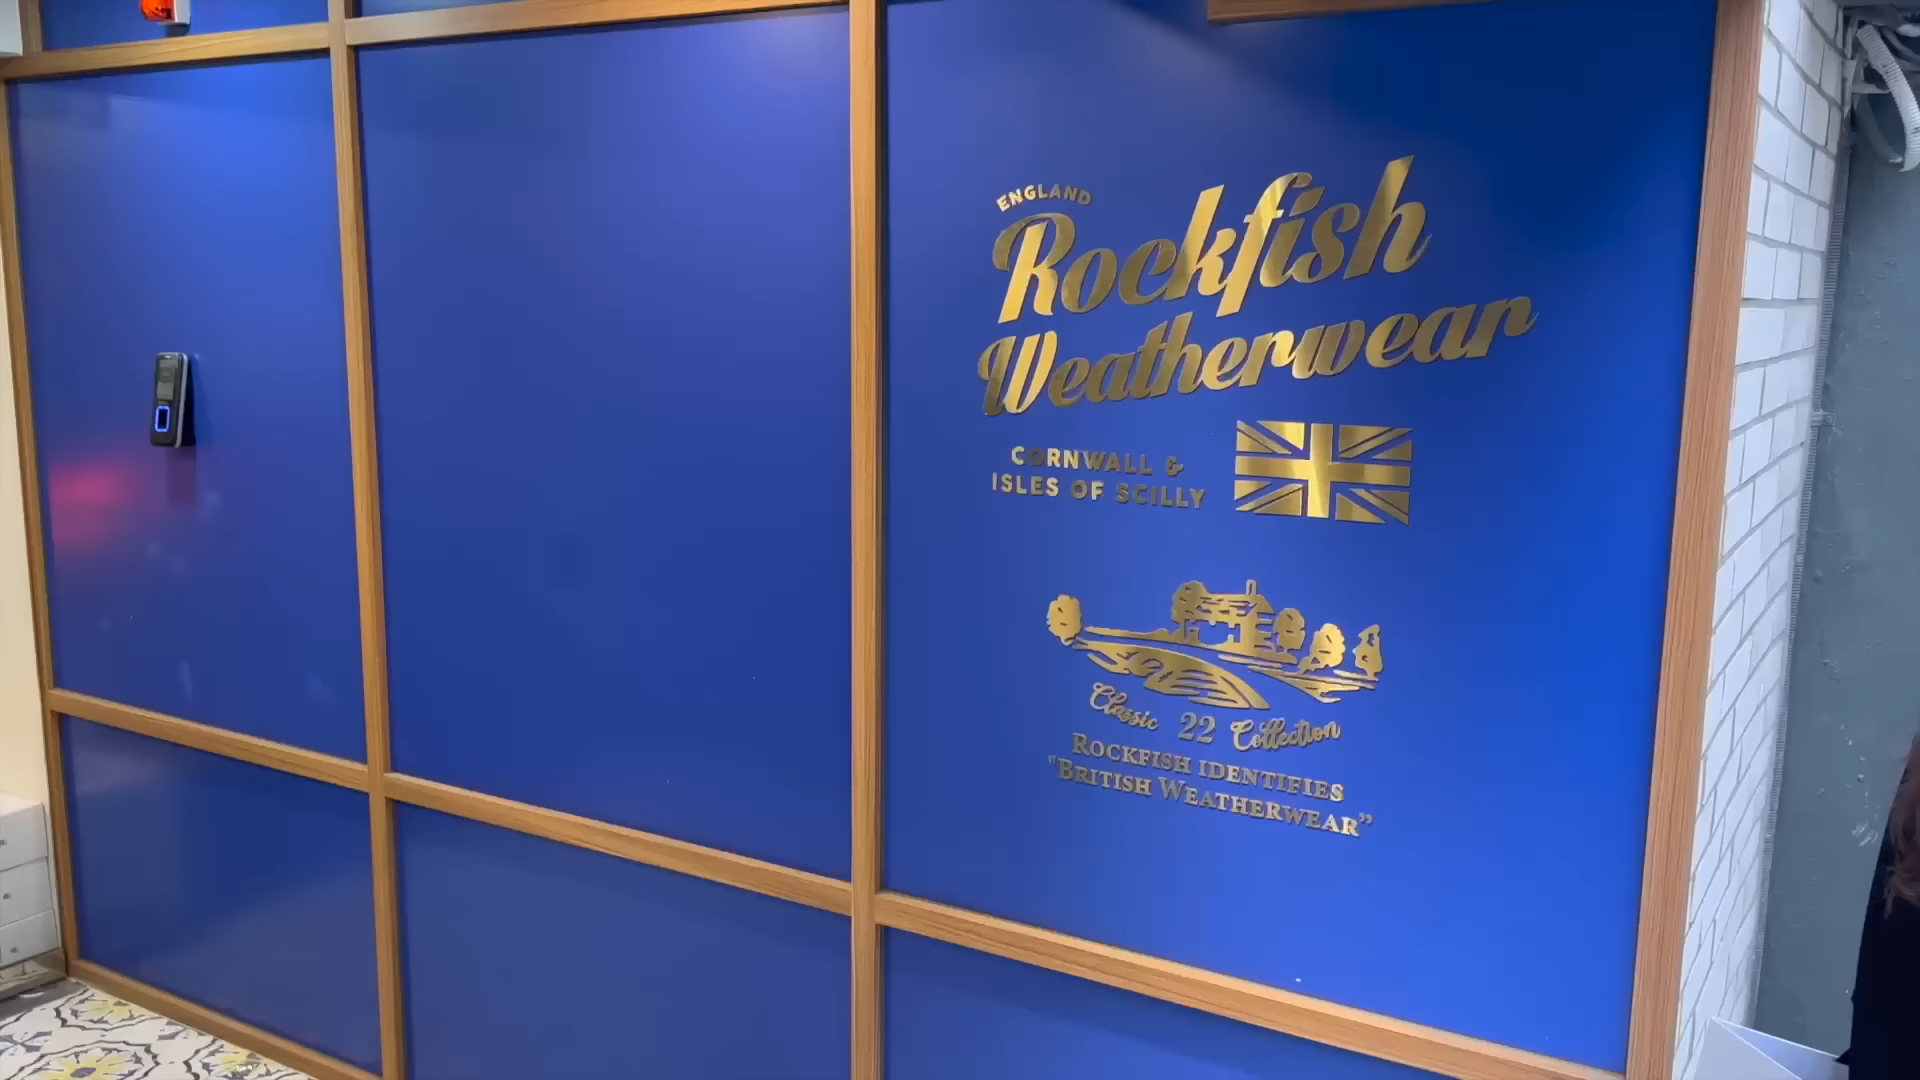 ENGLAND
Rockfish
Weatherwear
CORNWALL &
ISLES OF SCILLY
Classic 22 Collection
ROCKFISH IDENTIFIES
"BRITISH WEATHERWEAR”